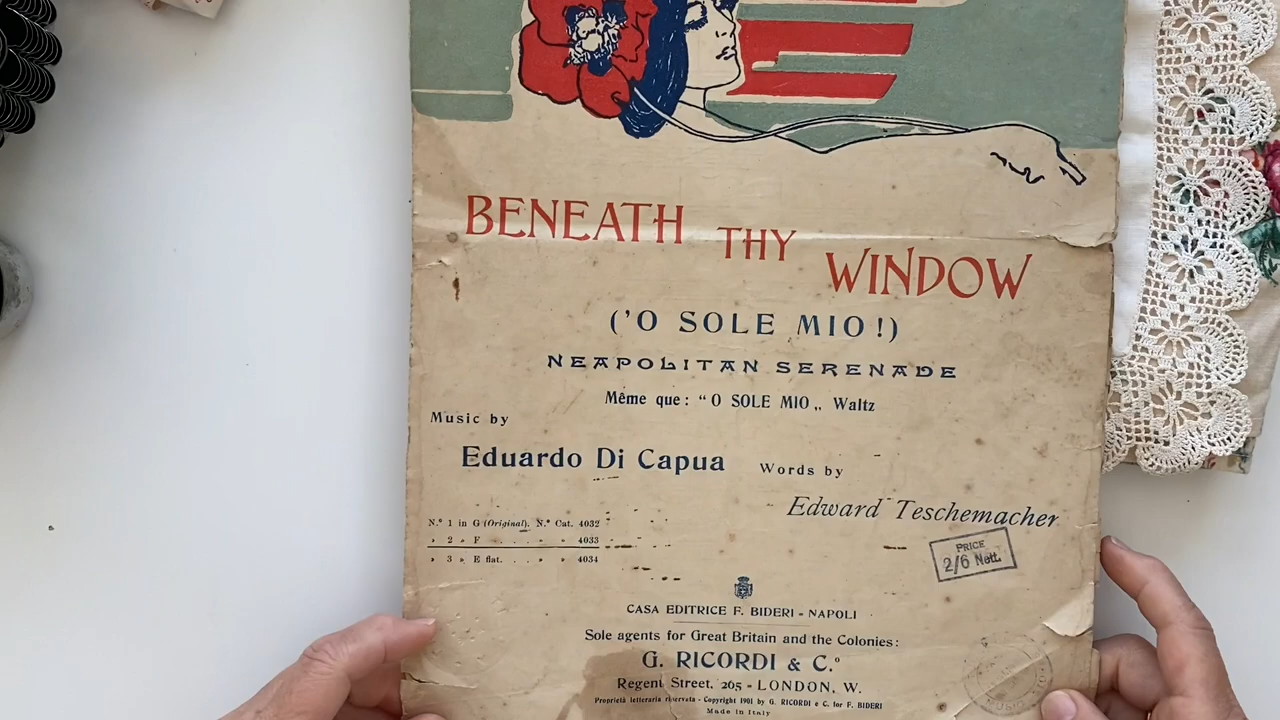 BENEATH THY WINDOW
('O SOLE MIO!)
NEAPOLITAN SERENADE
Même que: “O SOLE MIO„ Waltz
Music by
Eduardo Di Capua
Words by
Edward Teschemacher
N.º 1 in G (Original). N.º Cat. 4032
» 2 » F . . . . . » » 4033
» 3 » E flat. . . . » » 4034
PRICE
2/6 Nett.
CASA EDITRICE F. BIDERI - NAPOLI
Sole agents for Great Britain and the Colonies:
G. RICORDI & C.º
Regent Street, 265 - LONDON, W.
Proprietà letteraria riservata - Copyright 1901 by G. RICORDI e C. for F. BIDERI
Made in Italy